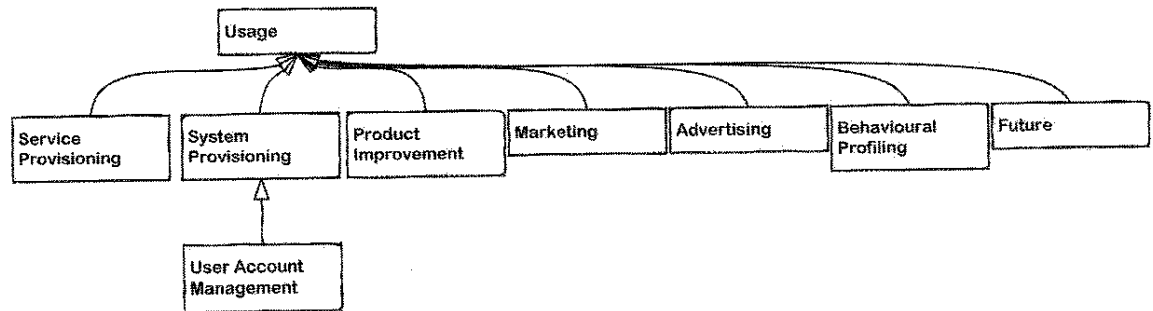 Usage
Service
Provisioning
System
Provisioning
Product
Improvement
Marketing
Advertising
Behavioural
Profiling
Future
User Account
Management